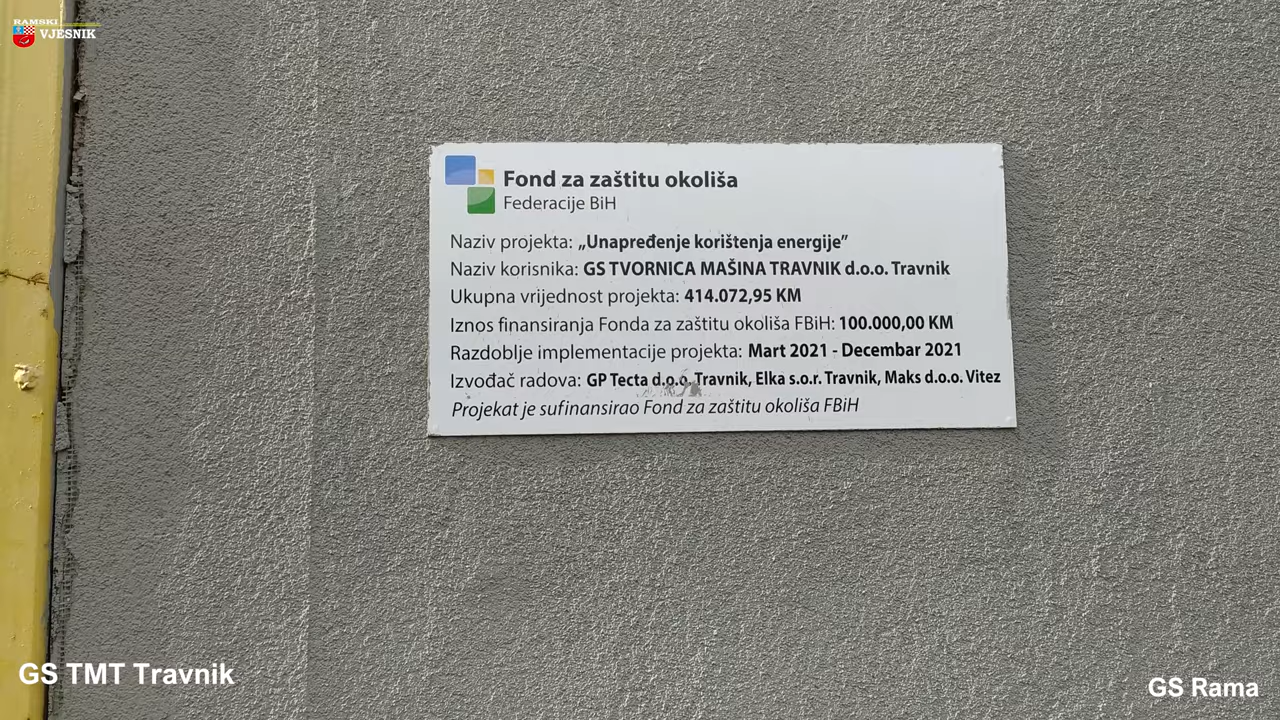 RAMSKI
VJESNIK
Fond za zaštitu okoliša
Federacije BiH
Naziv projekta: „Unapređenje korištenja energije”
Naziv korisnika: GS TVORNICA MAŠINA TRAVNIK d.o.o. Travnik
Ukupna vrijednost projekta: 414.072,95 KM
Iznos finansiranja Fonda za zaštitu okoliša FBiH: 100.000,00 KM
Razdoblje implementacije projekta: Mart 2021 - Decembar 2021
Izvođač radova: GP Tecta d.o.o. Travnik, Elka s.o.r. Travnik, Maks d.o.o. Vitez
Projekat je sufinansirao Fond za zaštitu okoliša FBiH
GS TMT Travnik
GS Rama